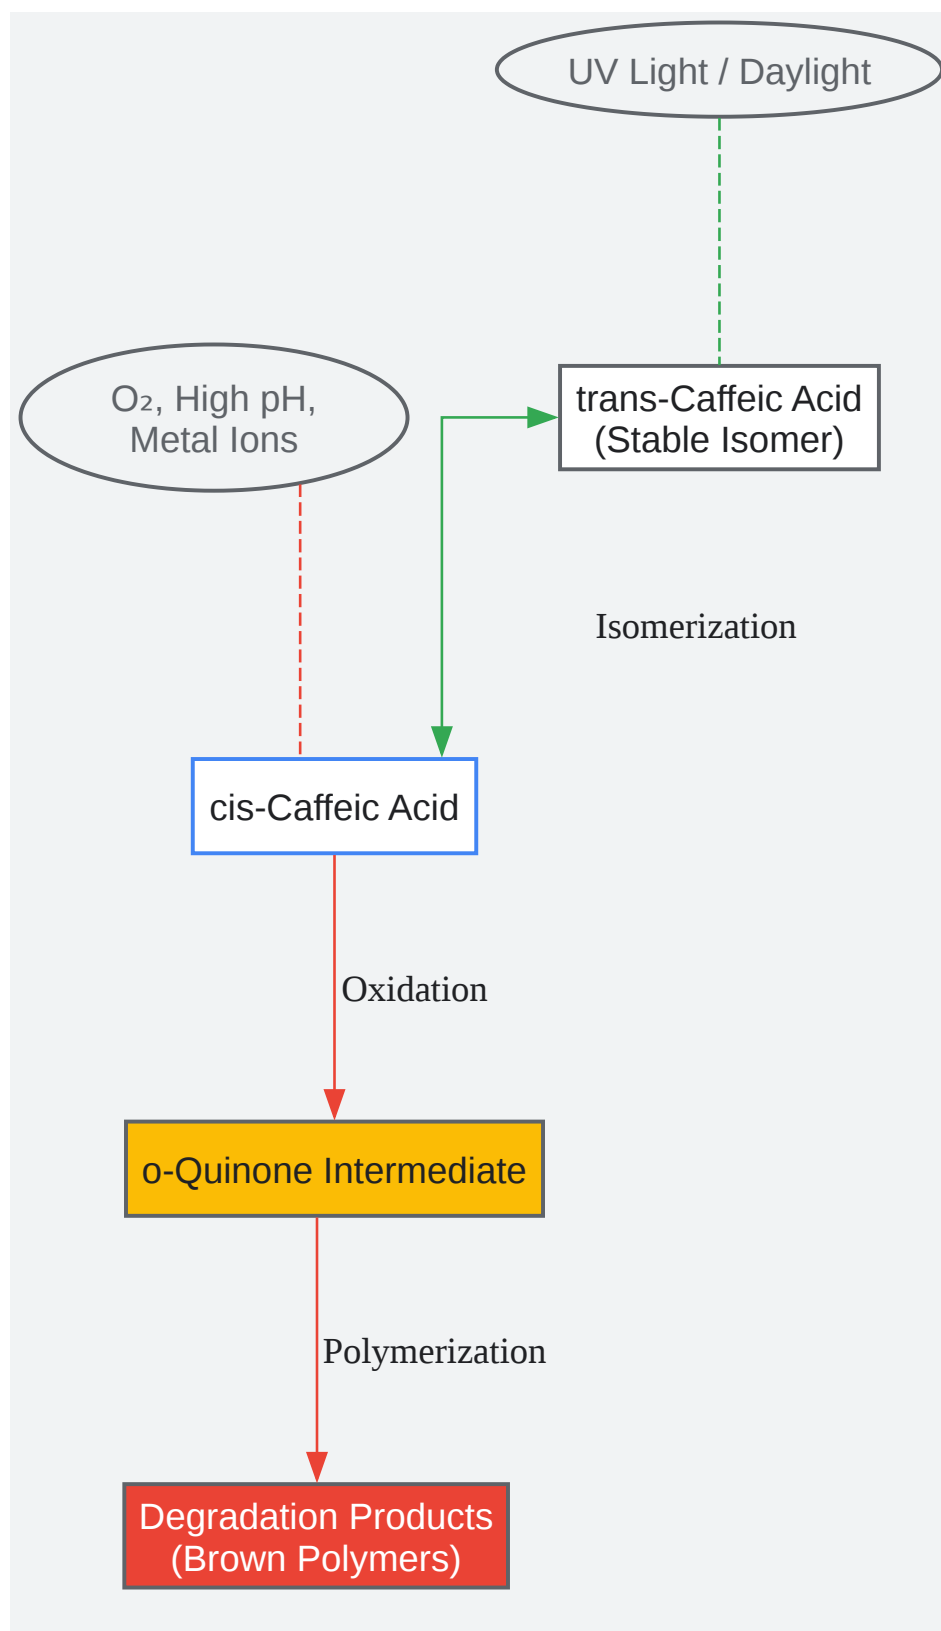 UV Light / Daylight
O₂, High pH,
Metal Ions
trans-Caffeic Acid
(Stable Isomer)
Isomerization
cis-Caffeic Acid
Oxidation
o-Quinone Intermediate
Polymerization
Degradation Products
(Brown Polymers)